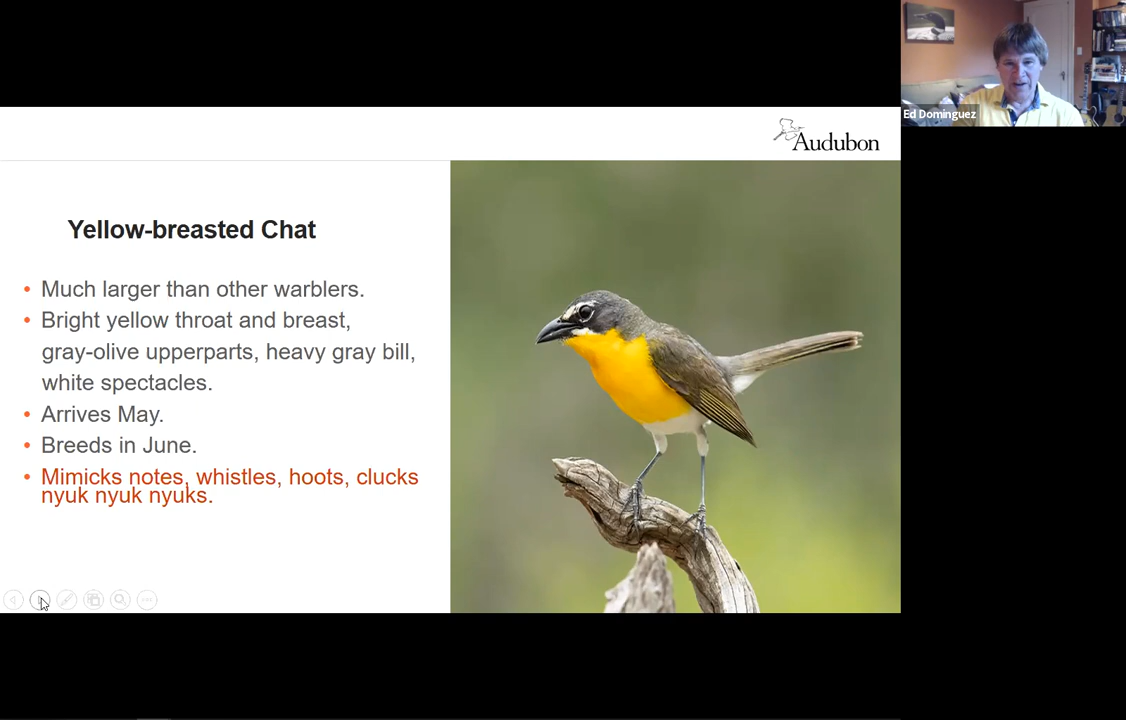 Ed Dominguez
Audubon
Yellow-breasted Chat
• Much larger than other warblers.
• Bright yellow throat and breast,
gray-olive upperparts, heavy gray bill,
white spectacles.
• Arrives May.
• Breeds in June.
• Mimicks notes, whistles, hoots, clucks
nyuk nyuk nyuks.